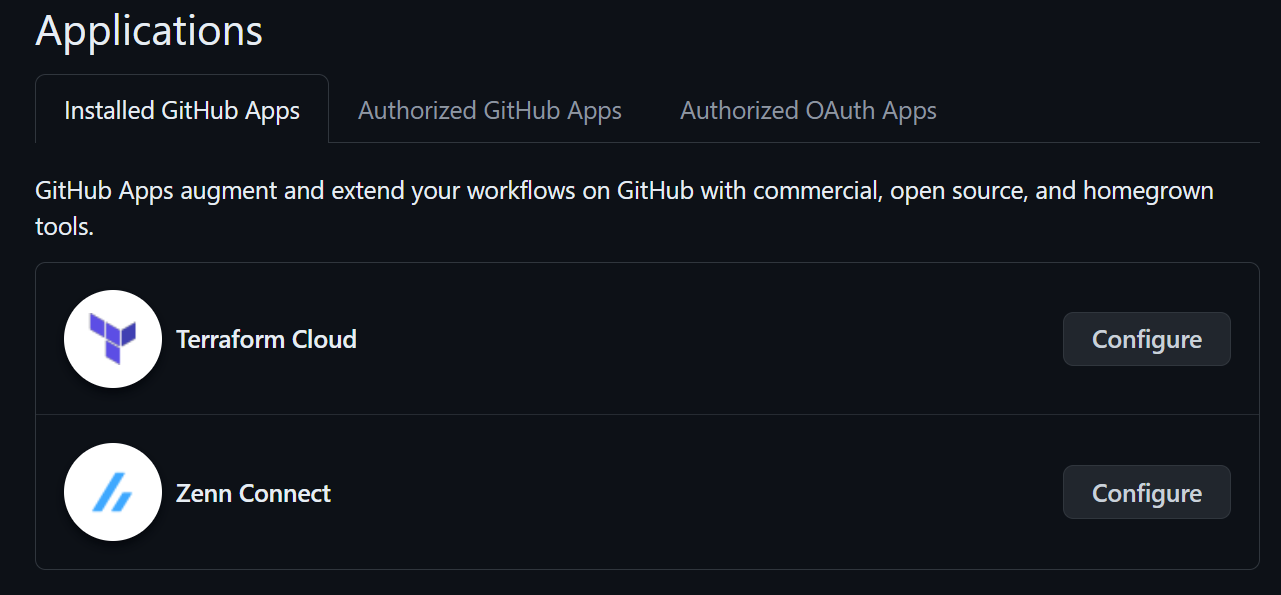 Applications
Installed GitHub Apps
Authorized GitHub Apps
Authorized OAuth Apps
GitHub Apps augment and extend your workflows on GitHub with commercial, open source, and homegrown
tools.
Terraform Cloud
Configure
Zenn Connect
Configure